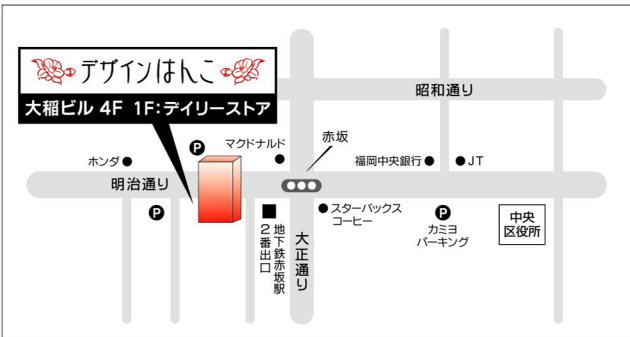 デザインはんこ
大稲ビル 4F 1F:デイリーストア
昭和通り
P
マクドナルド
赤坂
ホンダ
福岡中央銀行
JT
明治通り
P
スターバックス
コーヒー
P
カミヨ
パーキング
中央
区役所
地下鉄赤坂駅
2番出口
大正通り